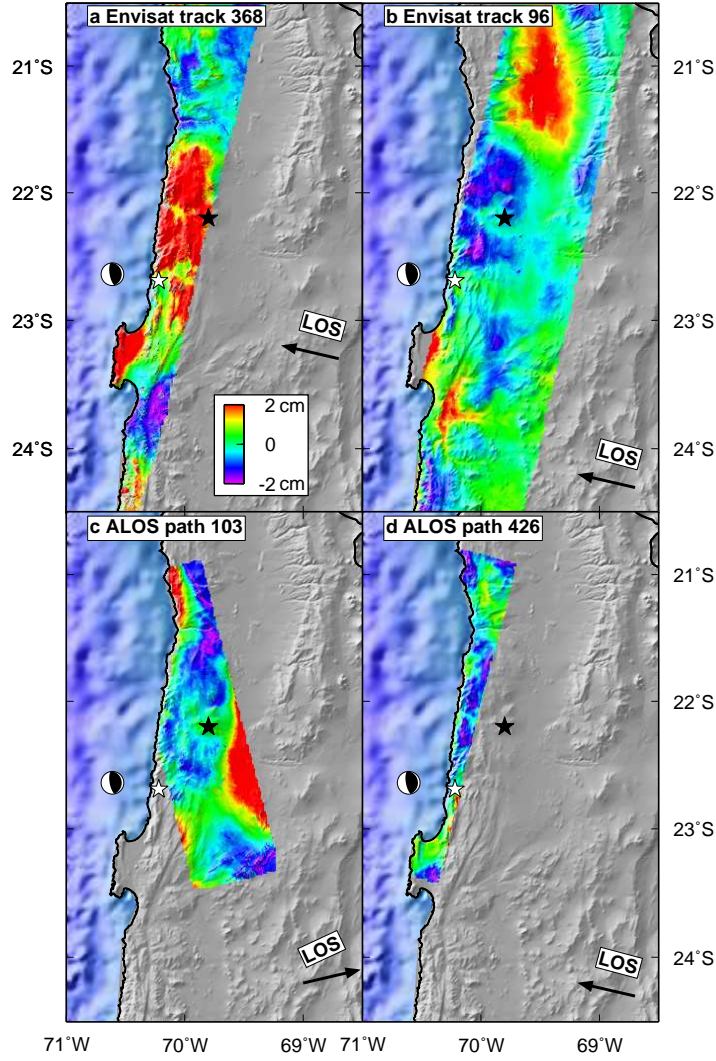 a Envisat track 368
b Envisat track 96
21˚S
21˚S
22˚S
22˚S
23˚S
23˚S
24˚S
24˚S
LOS
LOS
2 cm
0
-2 cm
c ALOS path 103
d ALOS path 426
21˚S
22˚S
23˚S
24˚S
LOS
LOS
71˚W
70˚W
69˚W
71˚W
70˚W
69˚W